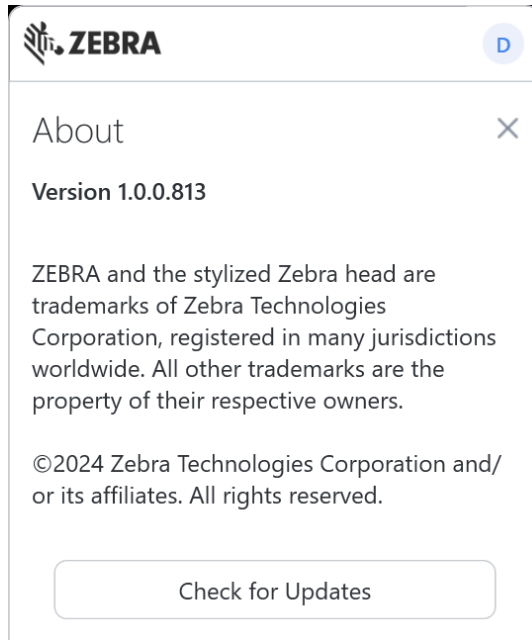 ZEBRA
D
About
Version 1.0.0.813
ZEBRA and the stylized Zebra head are
trademarks of Zebra Technologies
Corporation, registered in many jurisdictions
worldwide. All other trademarks are the
property of their respective owners.
©2024 Zebra Technologies Corporation and/
or its affiliates. All rights reserved.
Check for Updates